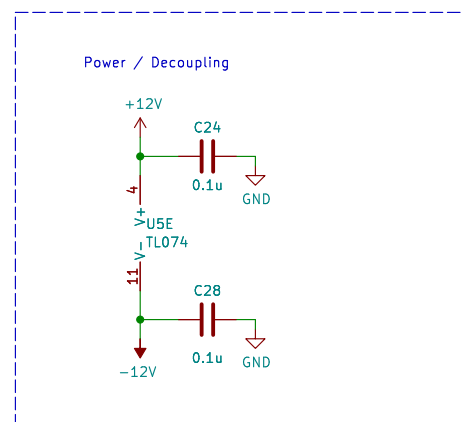 Power / Decoupling
+12V
C24
0.1u
GND
4
V+
U5E
TL074
V-
11
C28
0.1u
GND
-12V